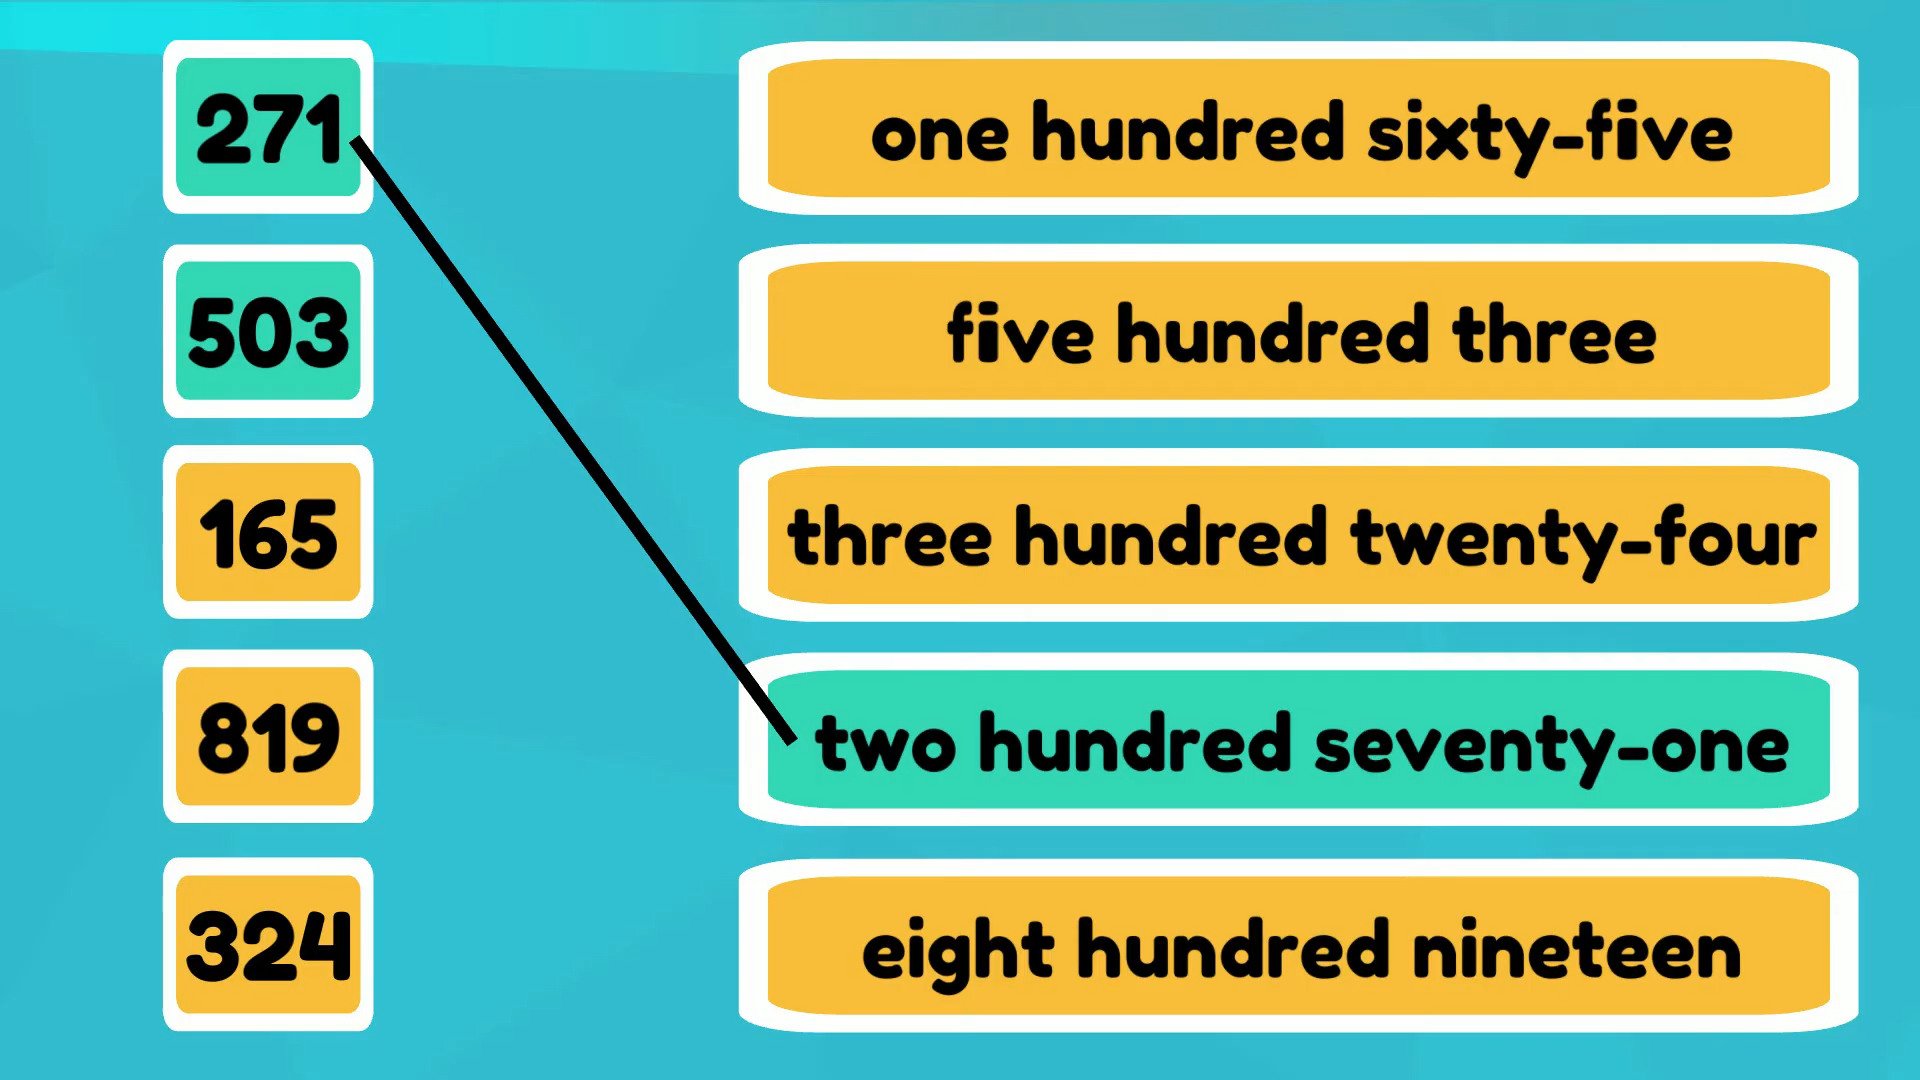 271
one hundred sixty-five
503
five hundred three
165
three hundred twenty-four
819
two hundred seventy-one
324
eight hundred nineteen